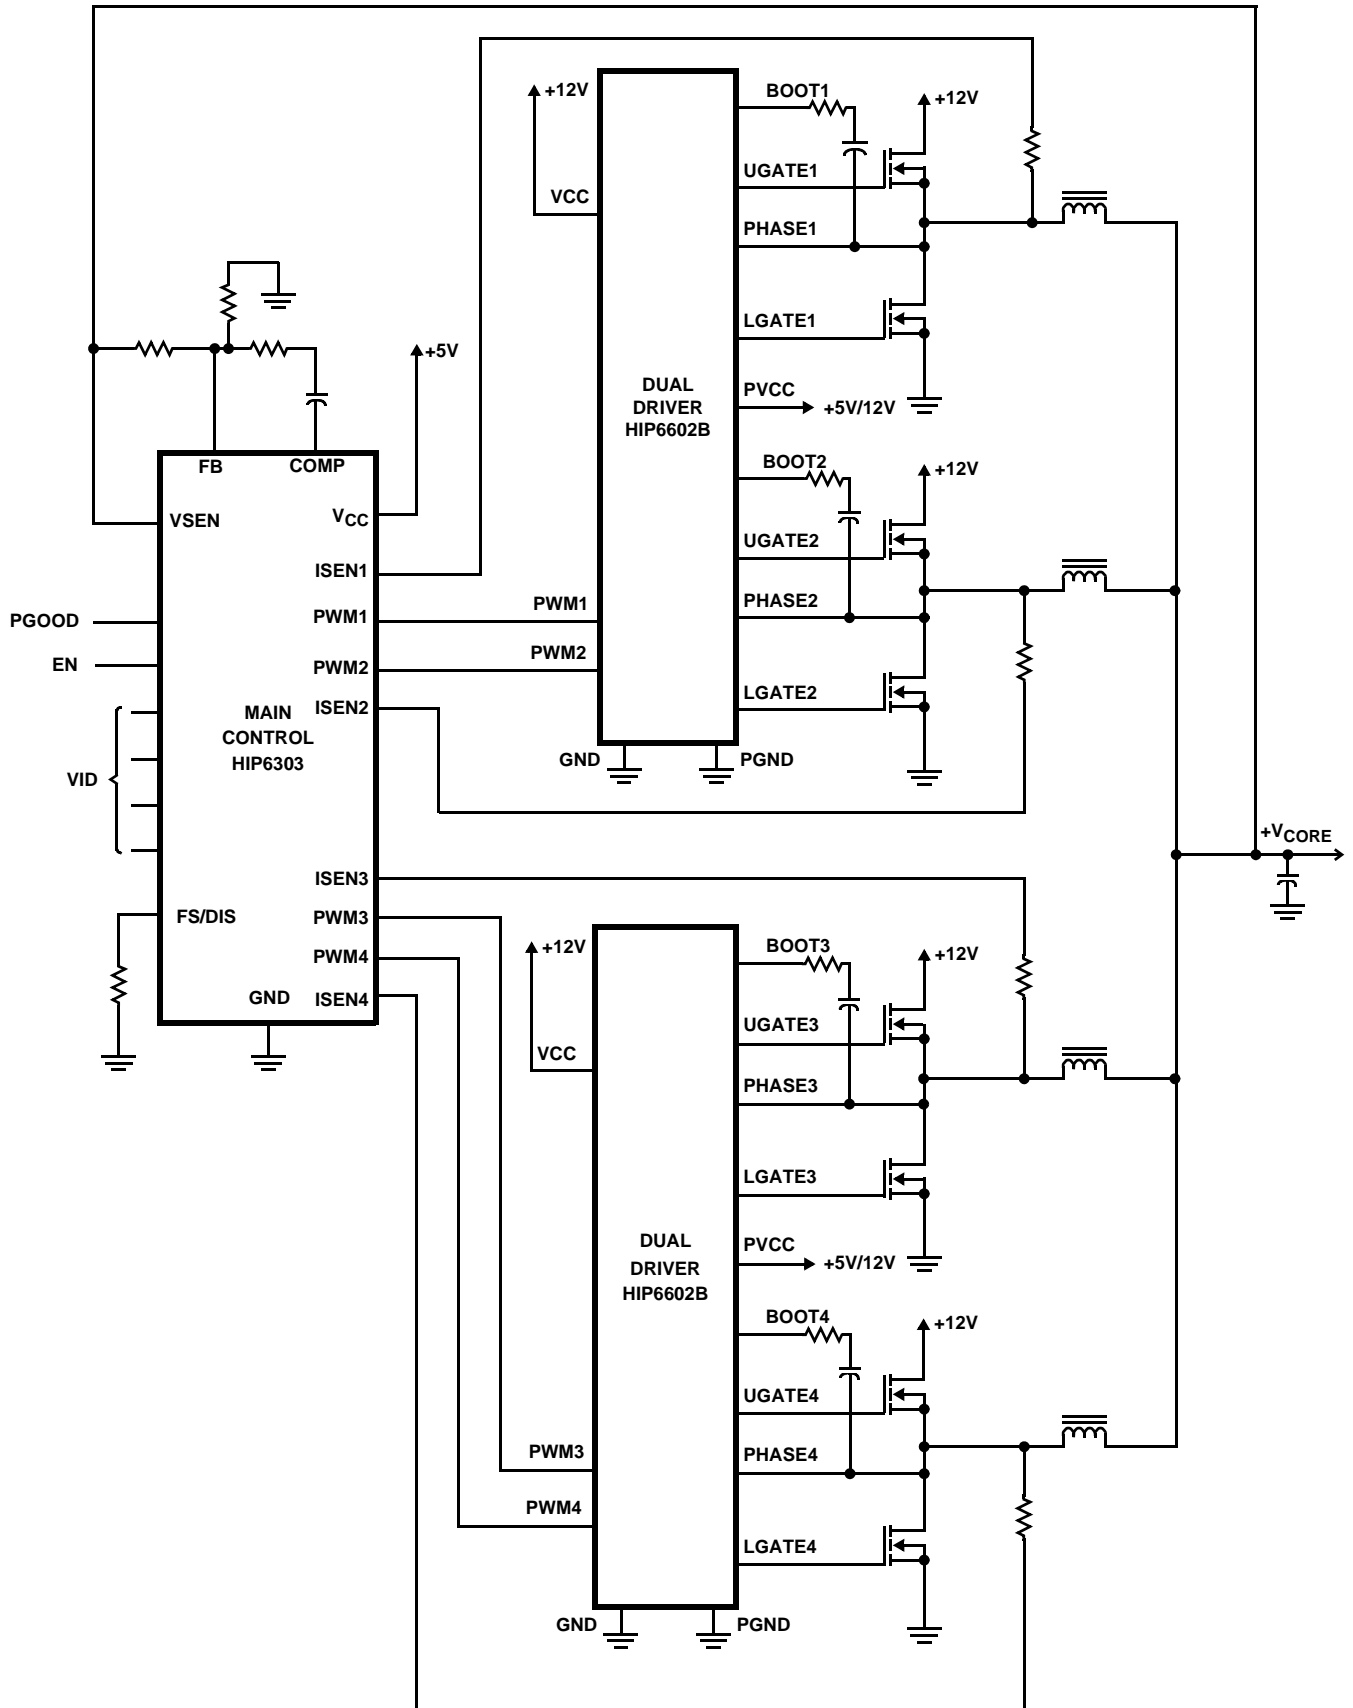 +12V
BOOT1
+12V
UGATE1
VCC
PHASE1
LGATE1
+5V
DUAL
DRIVER
HIP6602B
PVCC
+5V/12V
BOOT2
+12V
FB
COMP
VSEN
VCC
UGATE2
ISEN1
PHASE2
PGOOD
PWM1
PWM1
EN
PWM2
PWM2
LGATE2
ISEN2
MAIN
CONTROL
HIP6303
VID
GND
PGND
+VCORE
ISEN3
FS/DIS
PWM3
PWM4
GND
ISEN4
+12V
BOOT3
+12V
UGATE3
VCC
PHASE3
LGATE3
DUAL
DRIVER
HIP6602B
PVCC
+5V/12V
BOOT4
+12V
UGATE4
PWM3
PHASE4
PWM4
LGATE4
GND
PGND